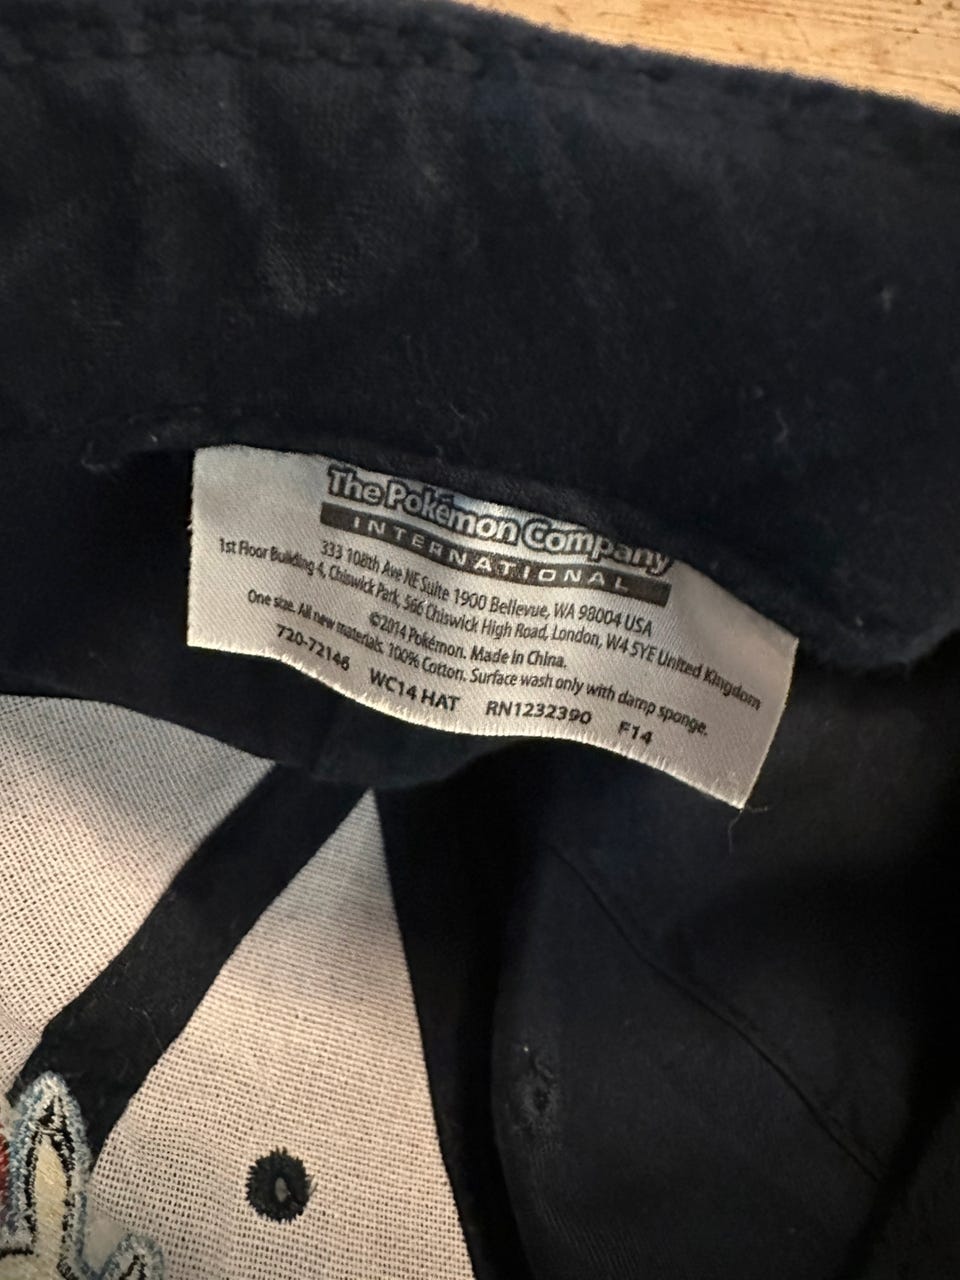 The Pokémon Company
INTERNATIONAL
333 108th Ave NE Suite 1900 Bellevue, WA 98004 USA
1st Floor Building 4, Chiswick Park, 566 Chiswick High Road, London, W4 5YE United Kingdom
©2014 Pokémon. Made in China.
One size. All new materials. 100% Cotton. Surface wash only with damp sponge.
720-72146 WC14 HAT RN1232390 F14